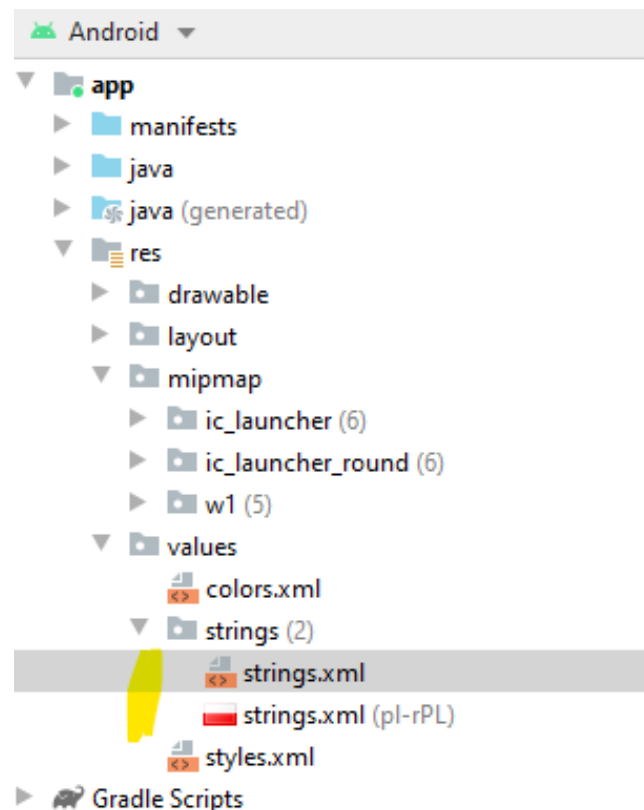 Android
app
manifests
java
java (generated)
res
drawable
layout
mipmap
ic_launcher (6)
ic_launcher_round (6)
w1 (5)
values
colors.xml
strings (2)
strings.xml
strings.xml (pl-rPL)
styles.xml
Gradle Scripts